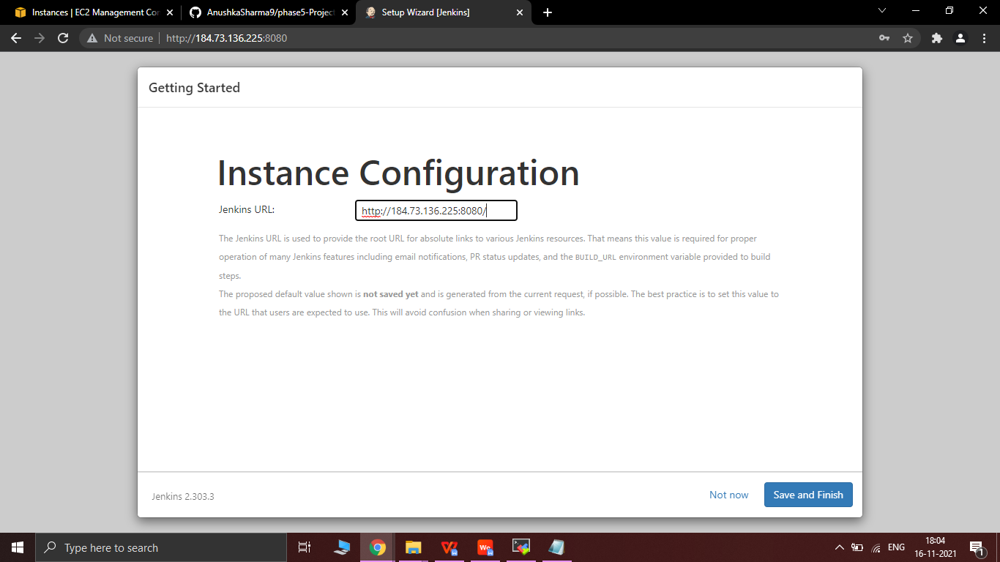 Instances | EC2 Management Con
AnushkaSharma9/phase5-Project
Setup Wizard [Jenkins]
Not secure
http://184.73.136.225:8080
Getting Started
Instance Configuration
Jenkins URL:
http://184.73.136.225:8080/
The Jenkins URL is used to provide the root URL for absolute links to various Jenkins resources. That means this value is required for proper
operation of many Jenkins features including email notifications, PR status updates, and the BUILD_URL environment variable provided to build
steps.
The proposed default value shown is not saved yet and is generated from the current request, if possible. The best practice is to set this value to
the URL that users are expected to use. This will avoid confusion when sharing or viewing links.
Jenkins 2.303.3
Not now
Save and Finish
Type here to search
ENG
18:04
16-11-2021
1